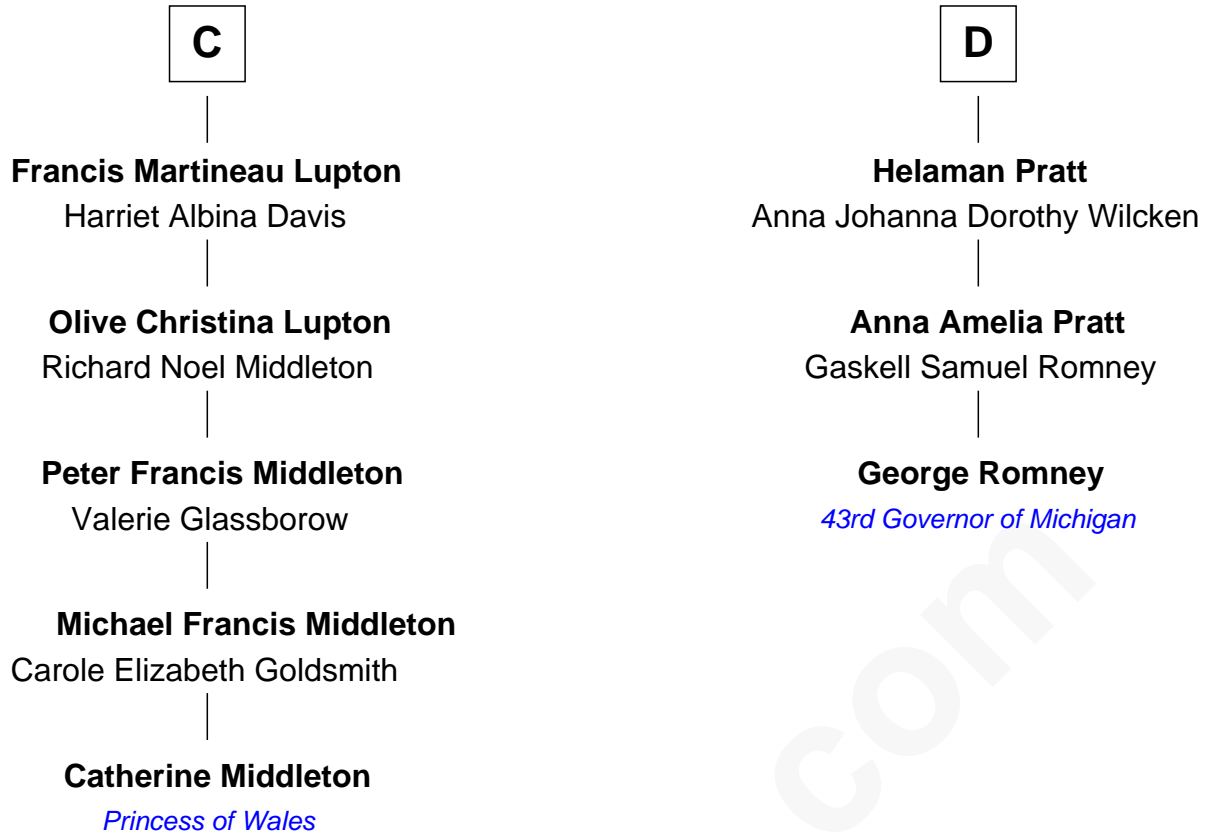 C
Francis Martineau Lupton
Harriet Albina Davis
Olive Christina Lupton
Richard Noel Middleton
Peter Francis Middleton
Valerie Glassborow
Michael Francis Middleton
Carole Elizabeth Goldsmith
Catherine Middleton
Princess of Wales
D
Helaman Pratt
Anna Johanna Dorothy Wilcken
Anna Amelia Pratt
Gaskell Samuel Romney
George Romney
43rd Governor of Michigan
com